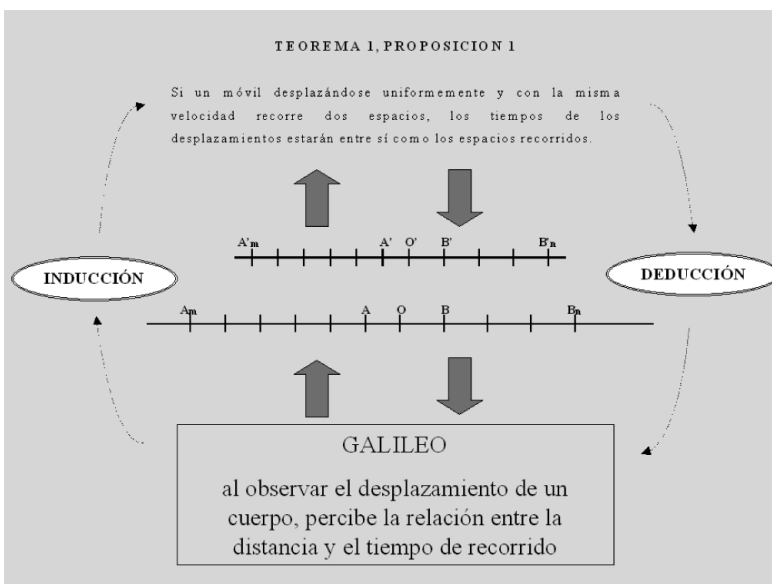 TEOREMA 1, PROPOSICION 1
Si un móvil desplazándose uniformemente y con la misma
velocidad recorre dos espacios, los tiempos de los
desplazamientos estarán entre sí como los espacios recorridos.
A'm A' O' B' B'n
INDUCCIÓN
DEDUCCIÓN
Am A O B Bn
GALILEO
al observar el desplazamiento de un
cuerpo, percibe la relación entre la
distancia y el tiempo de recorrido